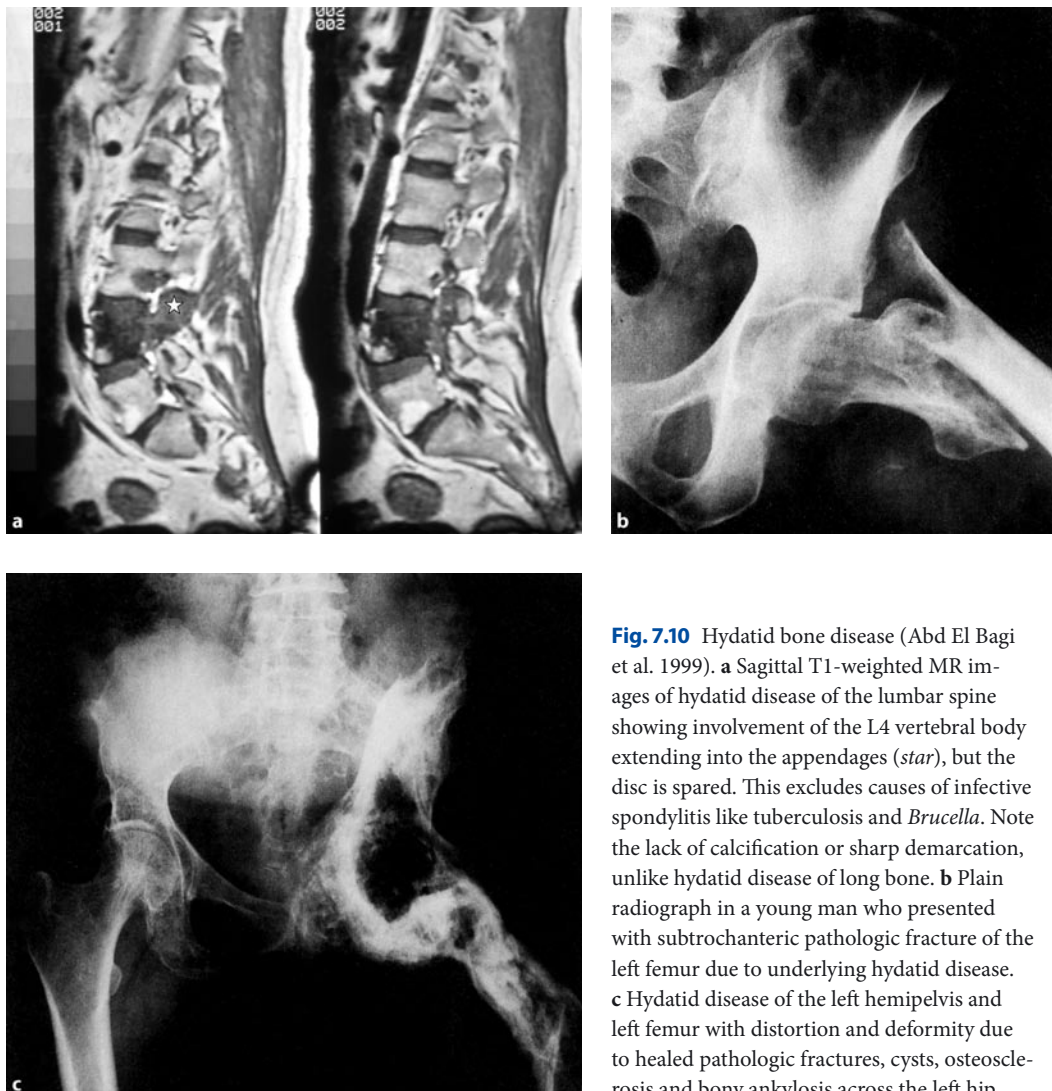 002
001
002
002
a
b
c
Fig. 7.10 Hydatid bone disease (Abd El Bagi
et al. 1999). a Sagittal T1-weighted MR im-
ages of hydatid disease of the lumbar spine
showing involvement of the L4 vertebral body
extending into the appendages (star), but the
disc is spared. This excludes causes of infective
spondylitis like tuberculosis and Brucella. Note
the lack of calcification or sharp demarcation,
unlike hydatid disease of long bone. b Plain
radiograph in a young man who presented
with subtrochanteric pathologic fracture of the
left femur due to underlying hydatid disease.
c Hydatid disease of the left hemipelvis and
left femur with distortion and deformity due
to healed pathologic fractures, cysts, osteoscle-
rosis and bony ankylosis across the left hip